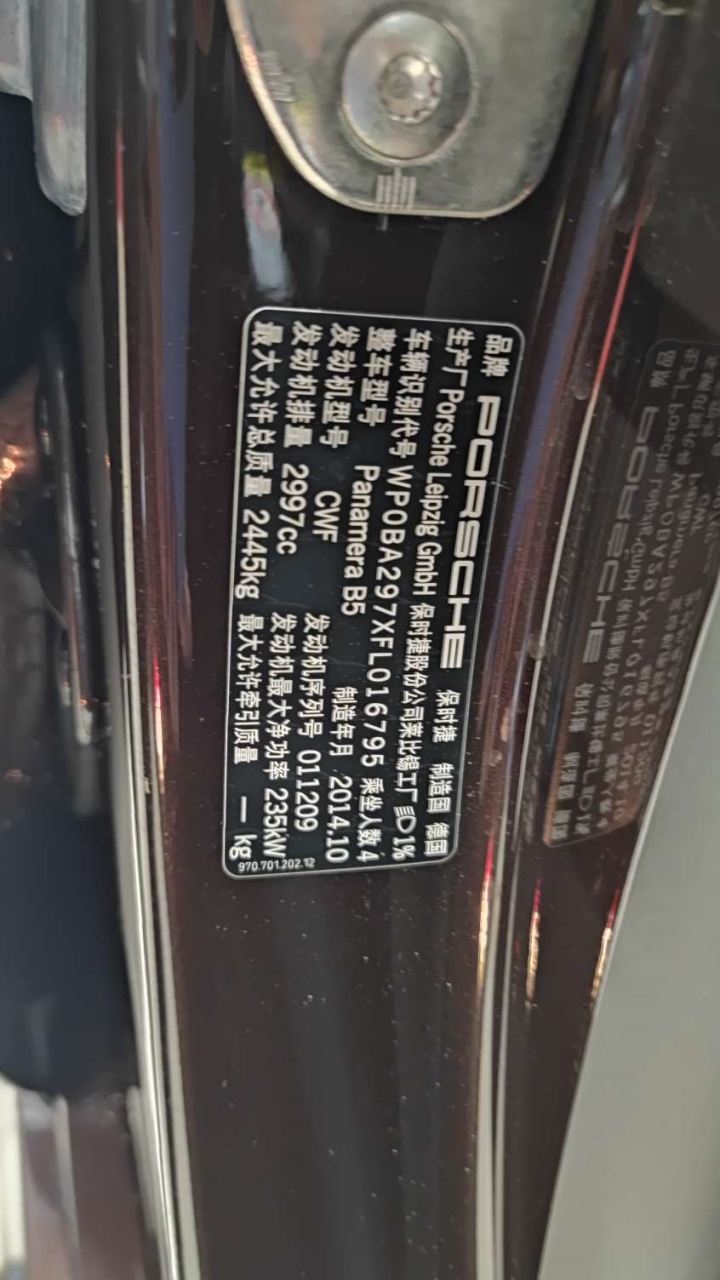 品牌 PORSCHE 保时捷 制造国 德国
生产厂 Porsche Leipzig GmbH 保时捷股份公司莱比锡工厂 1%
车辆识别代号 WP0BA297XFL016795 乘坐人数 4
整车型号 Panamera B5 制造年月 2014.10
发动机型号 CWF 发动机序列号 011209
发动机排量 2997cc 发动机最大净功率 235kW
最大允许总质量 2445kg 最大允许牵引质量 — kg
970.701.202.12